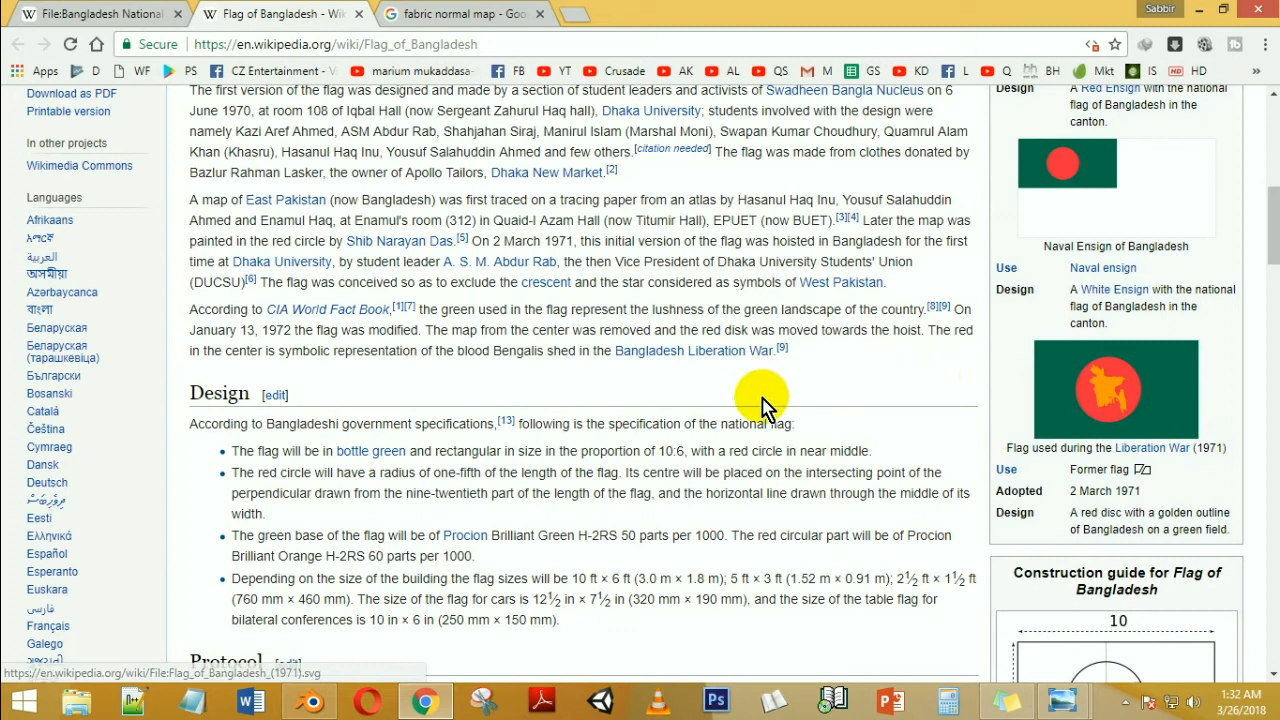 File:Bangladesh National
Flag of Bangladesh - Wik
fabric normal map - Goo
Sabbir
Secure
https://en.wikipedia.org/wiki/Flag_of_Bangladesh
Apps D WF PS CZ Entertainment - V marium mukaddasa- FB YT Crusade AK AL QS M GS KD L Q BH Mkt IS HD »
Download as PDF
Printable version
In other projects
Wikimedia Commons
Languages
Afrikaans
አማርኛ
العربية
অসমীয়া
Azərbaycanca
বাংলা
Беларуская
Беларуская
(тарашкевіца)
Български
Bosanski
Català
Čeština
Cymraeg
Dansk
Deutsch
Eesti
Ελληνικά
Español
Esperanto
Euskara
فارسی
Français
Galego
The first version of the flag was designed and made by a section of student leaders and activists of Swadheen Bangla Nucleus on 6
June 1970, at room 108 of Iqbal Hall (now Sergeant Zahurul Haq hall), Dhaka University; students involved with the design were
namely Kazi Aref Ahmed, ASM Abdur Rab, Shahjahan Siraj, Manirul Islam (Marshal Moni), Swapan Kumar Choudhury, Quamrul Alam
Khan (Khasru), Hasanul Haq Inu, Yousuf Salahuddin Ahmed and few others.[citation needed] The flag was made from clothes donated by
Bazlur Rahman Lasker, the owner of Apollo Tailors, Dhaka New Market.[2]
A map of East Pakistan (now Bangladesh) was first traced on a tracing paper from an atlas by Hasanul Haq Inu, Yousuf Salahuddin
Ahmed and Enamul Haq, at Enamul's room (312) in Quaid-I Azam Hall (now Titumir Hall), EPUET (now BUET).[3][4] Later the map was
painted in the red circle by Shib Narayan Das.[5] On 2 March 1971, this initial version of the flag was hoisted in Bangladesh for the first
time at Dhaka University, by student leader A. S. M. Abdur Rab, the then Vice President of Dhaka University Students' Union
(DUCSU)[6] The flag was conceived so as to exclude the crescent and the star considered as symbols of West Pakistan.
According to CIA World Fact Book,[1][7] the green used in the flag represent the lushness of the green landscape of the country.[8][9] On
January 13, 1972 the flag was modified. The map from the center was removed and the red disk was moved towards the hoist. The red
in the center is symbolic representation of the blood Bengalis shed in the Bangladesh Liberation War.[9]
Design [edit]
According to Bangladeshi government specifications,[13] following is the specification of the national flag:
• The flag will be in bottle green and rectangular in size in the proportion of 10:6, with a red circle in near middle.
• The red circle will have a radius of one-fifth of the length of the flag. Its centre will be placed on the intersecting point of the
perpendicular drawn from the nine-twentieth part of the length of the flag, and the horizontal line drawn through the middle of its
width.
• The green base of the flag will be of Procion Brilliant Green H-2RS 50 parts per 1000. The red circular part will be of Procion
Brilliant Orange H-2RS 60 parts per 1000.
• Depending on the size of the building the flag sizes will be 10 ft × 6 ft (3.0 m × 1.8 m); 5 ft × 3 ft (1.52 m × 0.91 m); 2½ ft × 1½ ft
(760 mm × 460 mm). The size of the flag for cars is 12½ in × 7½ in (320 mm × 190 mm), and the size of the table flag for
bilateral conferences is 10 in × 6 in (250 mm × 150 mm).
Protocol [edit]
Design A Red Ensign with the national
flag of Bangladesh in the
canton.
Naval Ensign of Bangladesh
Use Naval ensign
Design A White Ensign with the national
flag of Bangladesh in the
canton.
Flag used during the Liberation War (1971)
Use Former flag
Adopted 2 March 1971
Design A red disc with a golden outline
of Bangladesh on a green field.
Construction guide for Flag of
Bangladesh
10
https://en.wikipedia.org/wiki/File:Flag_of_Bangladesh_(1971).svg
Ps
1:32 AM
3/26/2018